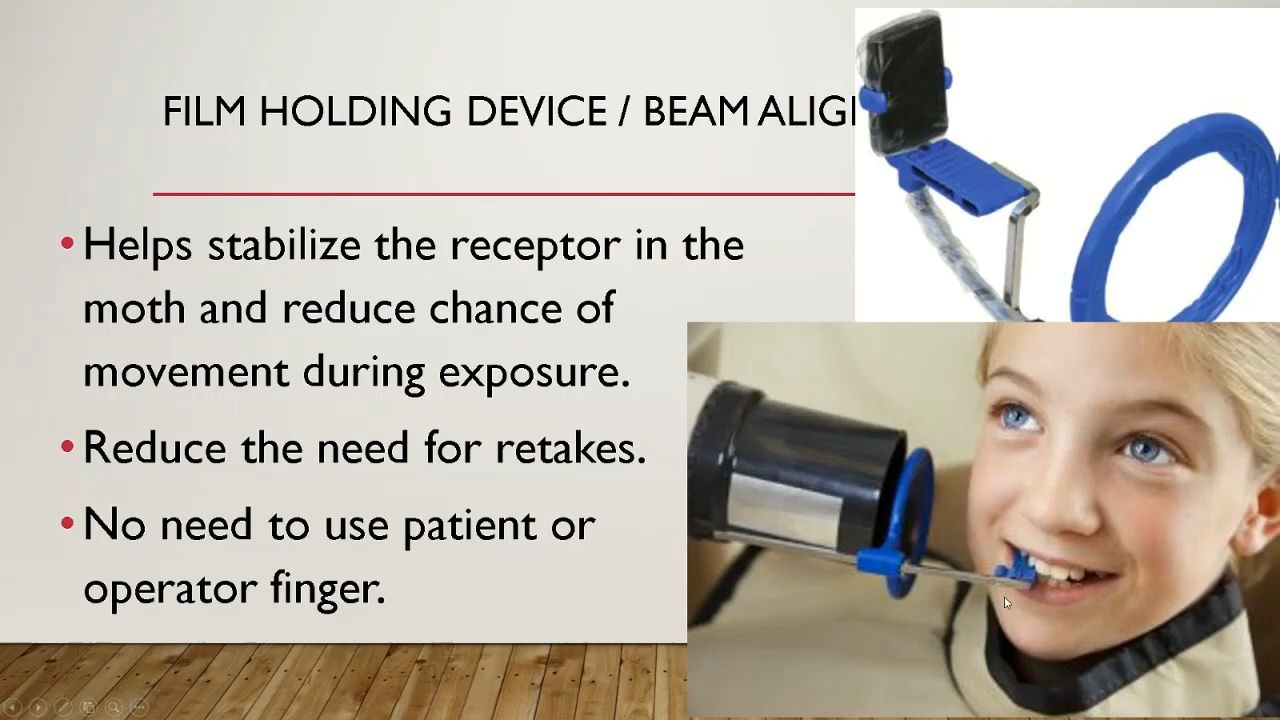 FILM HOLDING DEVICE / BEAM ALIG
• Helps stabilize the receptor in the
moth and reduce chance of
movement during exposure.
• Reduce the need for retakes.
• No need to use patient or
operator finger.